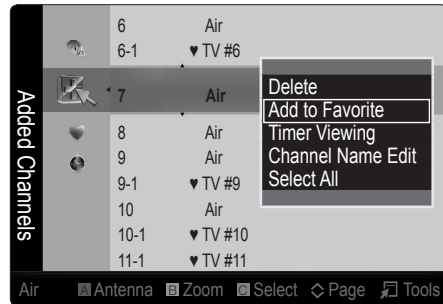 Added Channels
6 Air
6-1 ♥ TV #6
7 Air
8 Air
9 Air
9-1 ♥ TV #9
10 Air
10-1 ♥ TV #10
11-1 ♥ TV #11
Delete
Add to Favorite
Timer Viewing
Channel Name Edit
Select All
Air A Antenna B Zoom C Select Page Tools